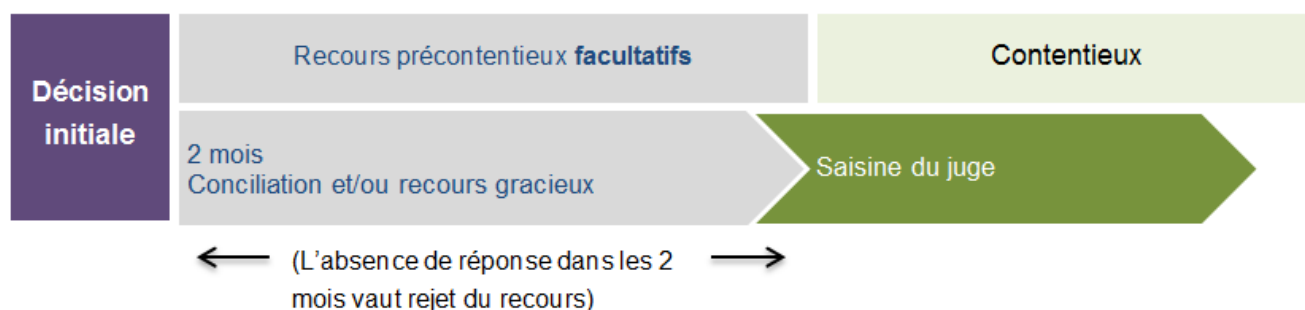 Décision
initiale
Recours précontentieux facultatifs
Contentieux
2 mois
Conciliation et/ou recours gracieux
Saisine du juge
(L'absence de réponse dans les 2
mois vaut rejet du recours)